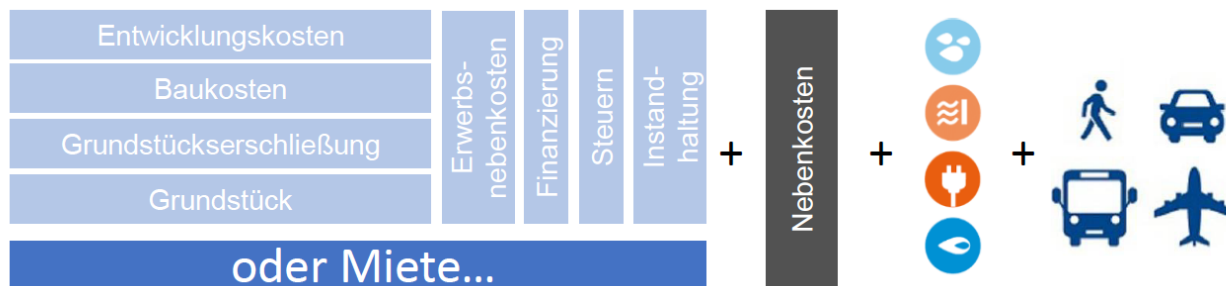 Entwicklungskosten
Baukosten
Grundstückserschließung
Grundstück
Erwerbs-
nebenkosten
Finanzierung
Steuern
Instand-
haltung
+
Nebenkosten
+
+
oder Miete...